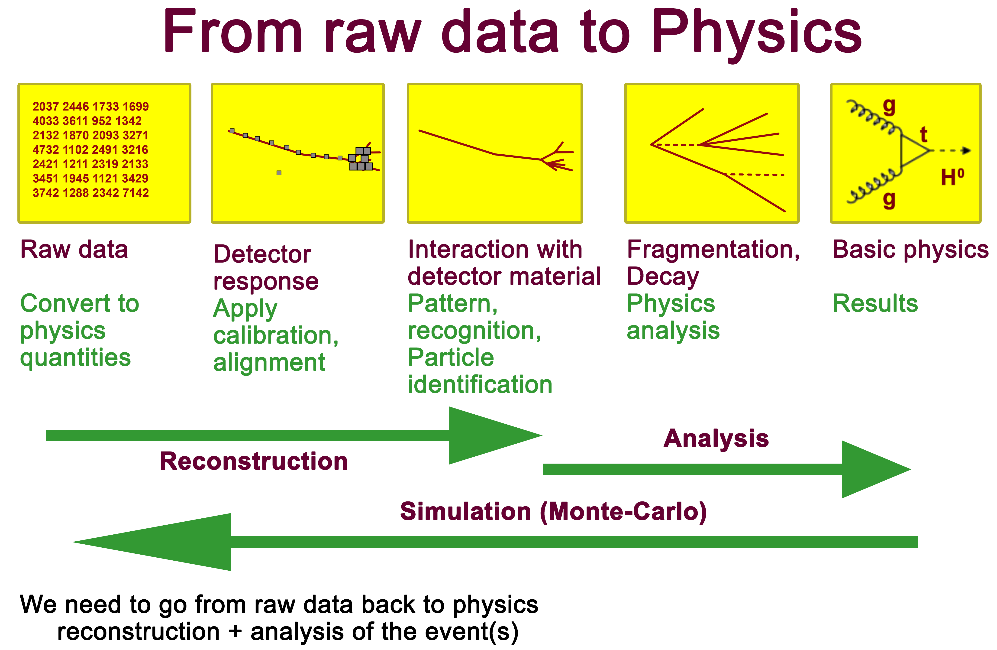 From raw data to Physics
2037 2446 1733 1699
4033 3611 952 1342
2132 1870 2093 3271
4732 1102 2491 3216
2421 1211 2319 2133
3451 1945 1121 3429
3742 1288 2342 7142
g
t
H⁰
g
Raw data
Convert to
physics
quantities
Detector
response
Apply
calibration,
alignment
Interaction with
detector material
Pattern,
recognition,
Particle
identification
Fragmentation,
Decay
Physics
analysis
Basic physics
Results
Reconstruction
Analysis
Simulation (Monte-Carlo)
We need to go from raw data back to physics
reconstruction + analysis of the event(s)